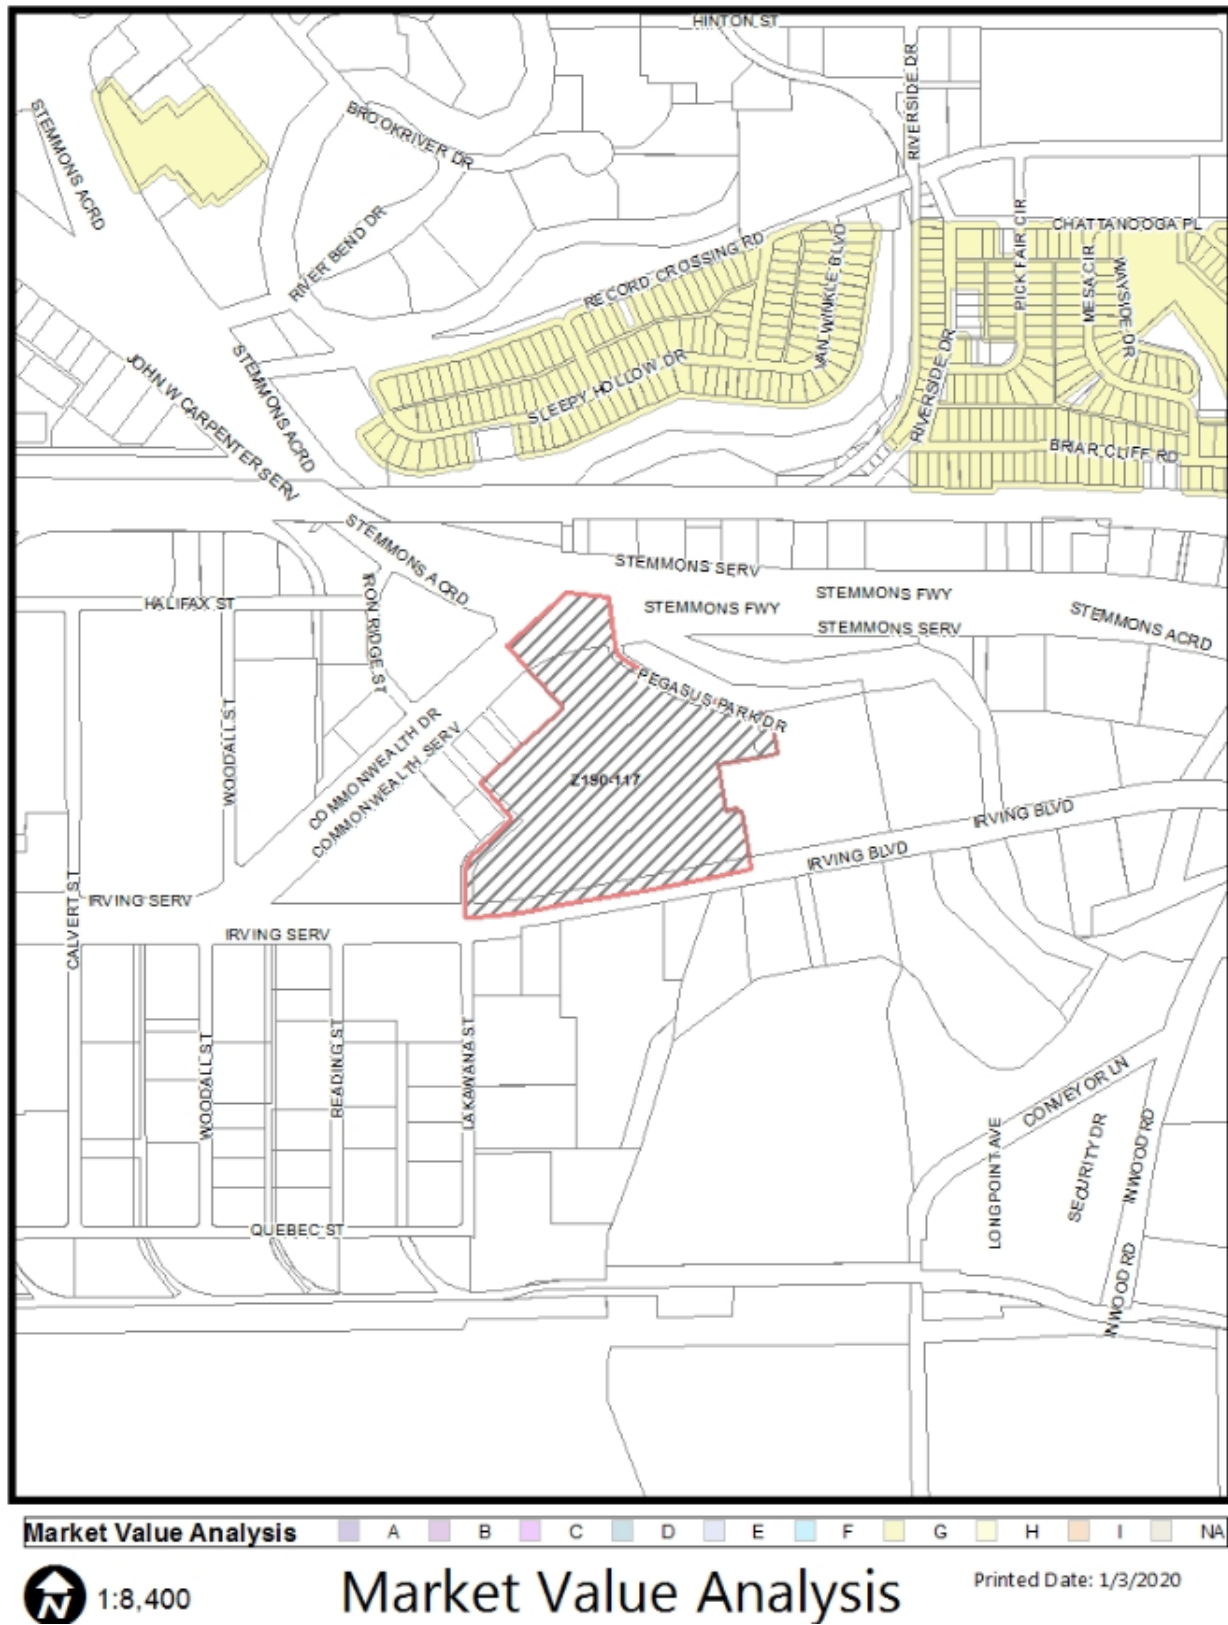 HINTON ST
RIVERSIDE DR
STEMMONS ACRD
BROOKRIVER DR
RIVER BEND DR
RECORD CROSSING RD
VAN WINKLE BLVD
PICKFAIR CIR
CHATTANOOGA PL
MESA CIR
WAYSIDE DR
JOHN W CARPENTER SERV
STEMMONS ACRD
SLEEPY HOLLOW DR
RIVERSIDE DR
BRIAR CLIFF RD
STEMMONS ACRD
STEMMONS SERV
STEMMONS FWY
STEMMONS FWY
STEMMONS SERV
STEMMONS ACRD
HALIFAX ST
IRON RIDGE ST
PEGASUS PARK DR
WOODALL ST
COMMONWEALTH DR
COMMONWEALTH SERV
Z190-117
IRVING BLVD
IRVING BLVD
CALVERT ST
IRVING SERV
IRVING SERV
WOODALL ST
READING ST
LAKAWANA ST
CONVEYOR LN
LONGPOINT AVE
SECURITY DR
INWOOD RD
QUEBEC ST
INWOOD RD
Market Value Analysis A B C D E F G H I NA
N 1:8,400
Market Value Analysis
Printed Date: 1/3/2020